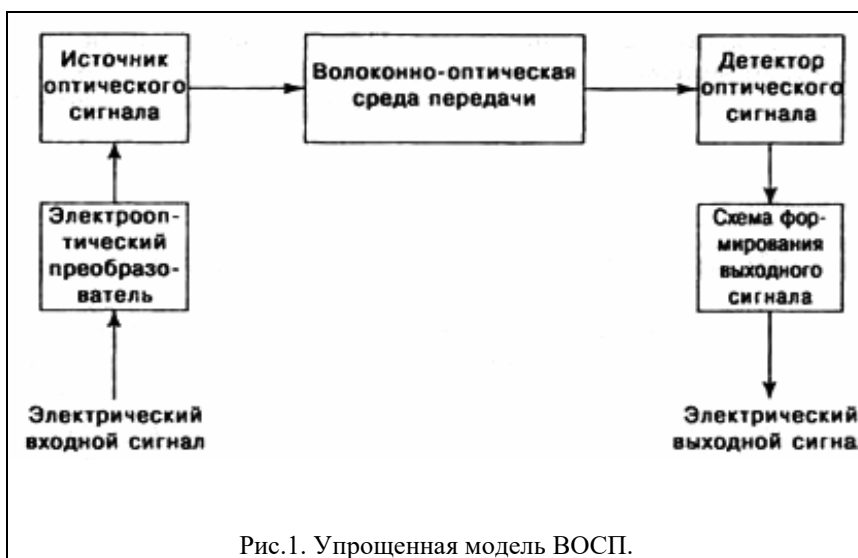 Источник
оптического
сигнала
Волоконно-оптическая
среда передачи
Детектор
оптического
сигнала
Электрооп-
тический
преобразо-
ватель
Схема фор-
мирования
выходного
сигнала
Электрический
входной сигнал
Электрический
выходной сигнал
Рис.1. Упрощенная модель ВОСП.